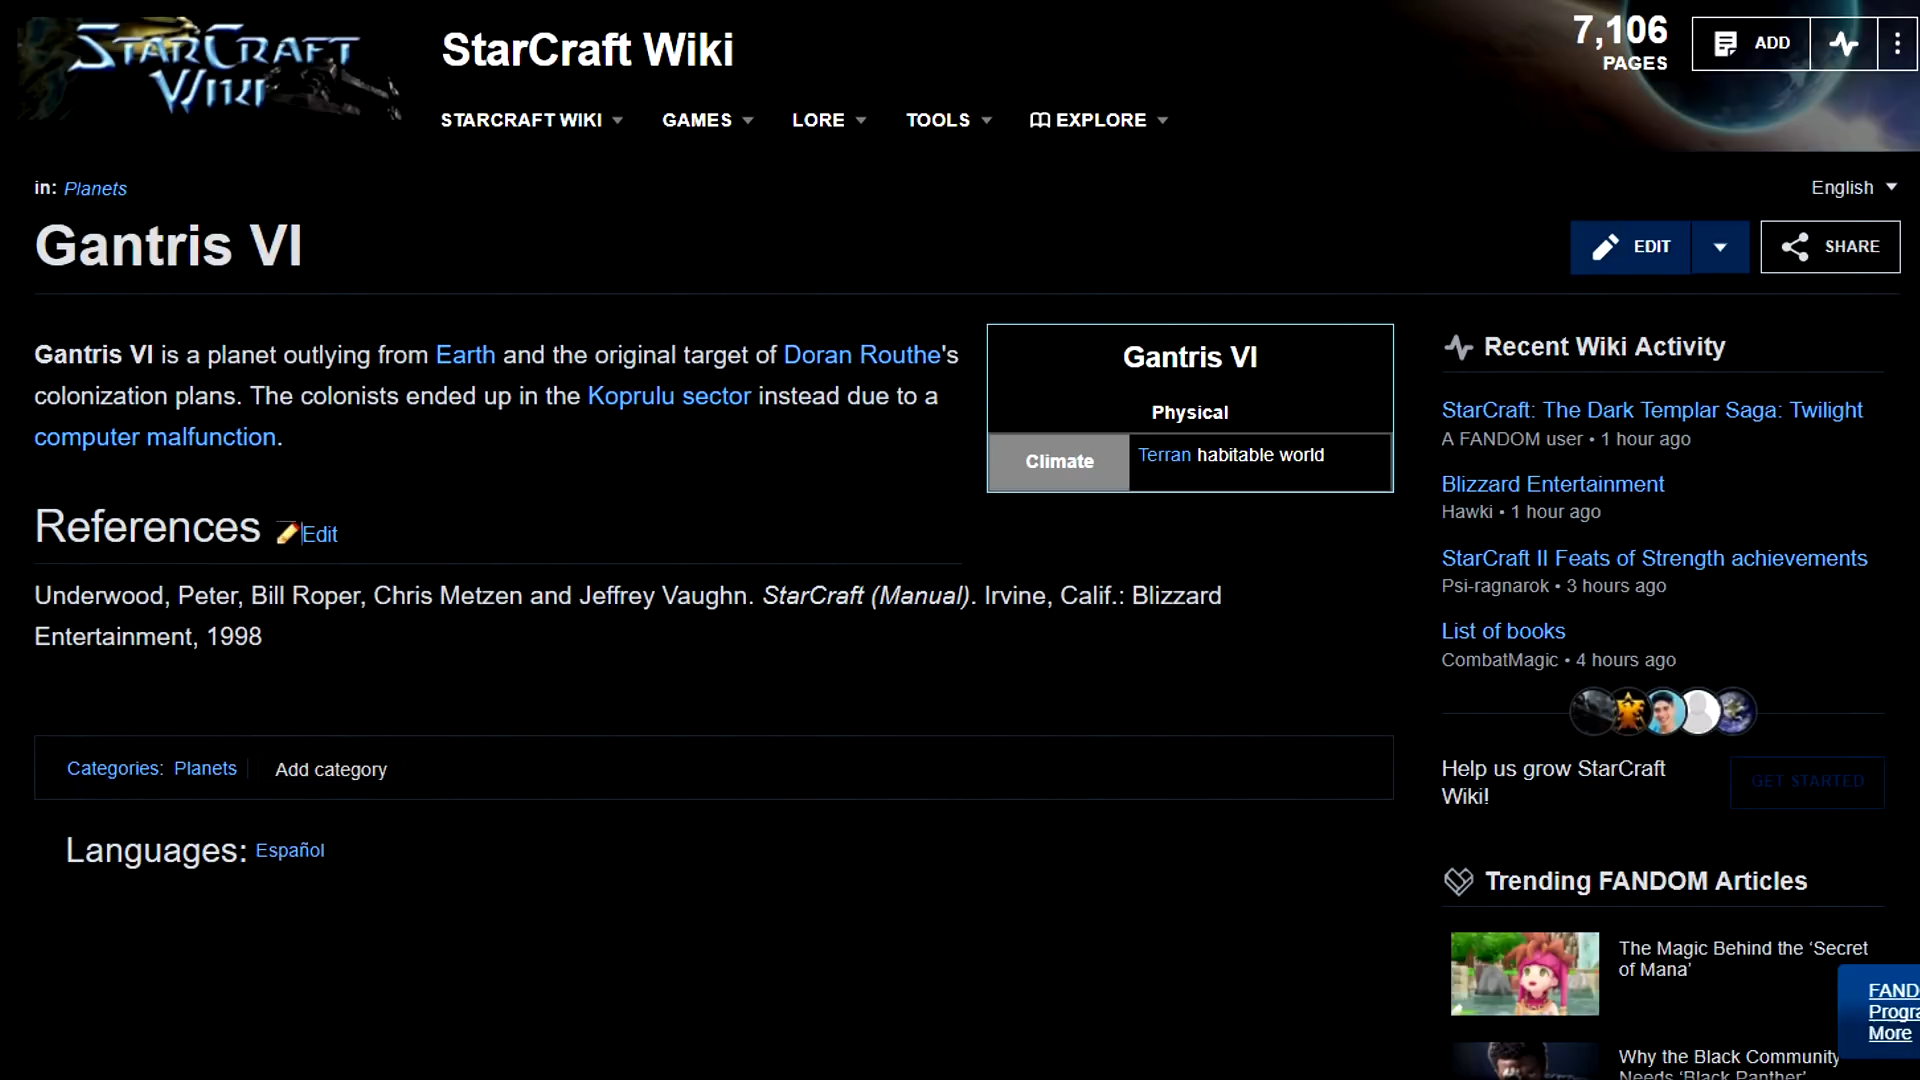 STARCRAFT
WIKI
StarCraft Wiki
7,106
PAGES
ADD
STARCRAFT WIKI
GAMES
LORE
TOOLS
EXPLORE
in: Planets
English
Gantris VI
EDIT
SHARE
Gantris VI is a planet outlying from Earth and the original target of Doran Routhe's
colonization plans. The colonists ended up in the Koprulu sector instead due to a
computer malfunction.
Gantris VI
Physical
Climate
Terran habitable world
References Edit
Underwood, Peter, Bill Roper, Chris Metzen and Jeffrey Vaughn. StarCraft (Manual). Irvine, Calif.: Blizzard
Entertainment, 1998
Categories: Planets
Add category
Languages: Español
Recent Wiki Activity
StarCraft: The Dark Templar Saga: Twilight
A FANDOM user • 1 hour ago
Blizzard Entertainment
Hawki • 1 hour ago
StarCraft II Feats of Strength achievements
Psi-ragnarok • 3 hours ago
List of books
CombatMagic • 4 hours ago
Help us grow StarCraft
Wiki!
GET STARTED
Trending FANDOM Articles
The Magic Behind the ‘Secret
of Mana’
Why the Black Community
Needs ‘Black Panther’
FAND
Progra
More